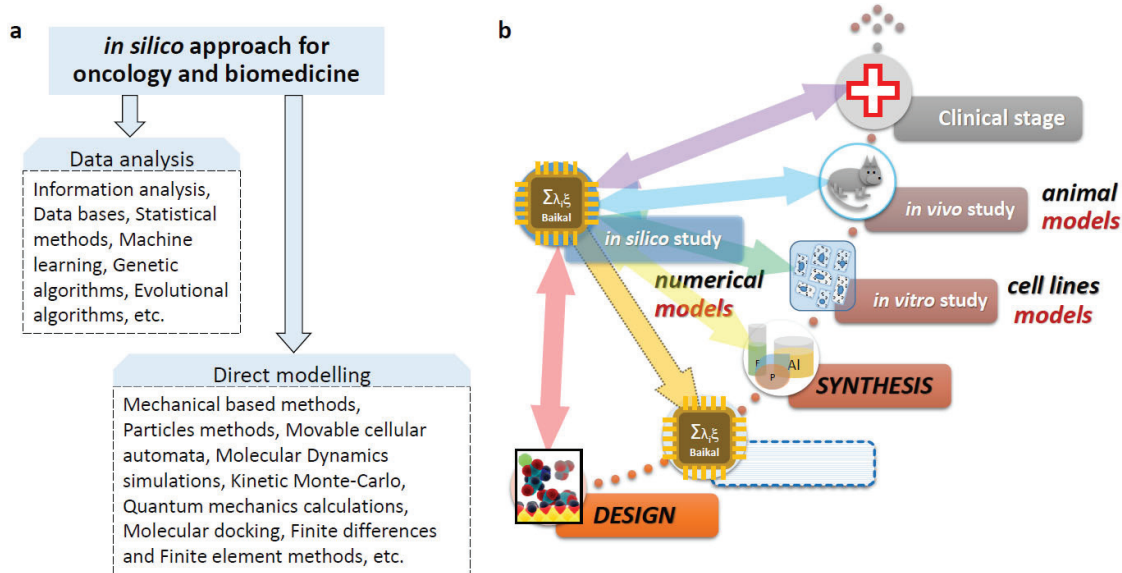 a
in silico approach for
oncology and biomedicine
Data analysis
Information analysis,
Data bases, Statistical
methods, Machine
learning, Genetic
algorithms, Evolutional
algorithms, etc.
Direct modelling
Mechanical based methods,
Particles methods, Movable cellular
automata, Molecular Dynamics
simulations, Kinetic Monte-Carlo,
Quantum mechanics calculations,
Molecular docking, Finite differences
and Finite element methods, etc.
b
Clinical stage
in vivo study
animal
models
Σλᵢξ
Baikal
in silico study
numerical
models
in vitro study
cell lines
models
P
Al
SYNTHESIS
Σλᵢξ
Baikal
DESIGN